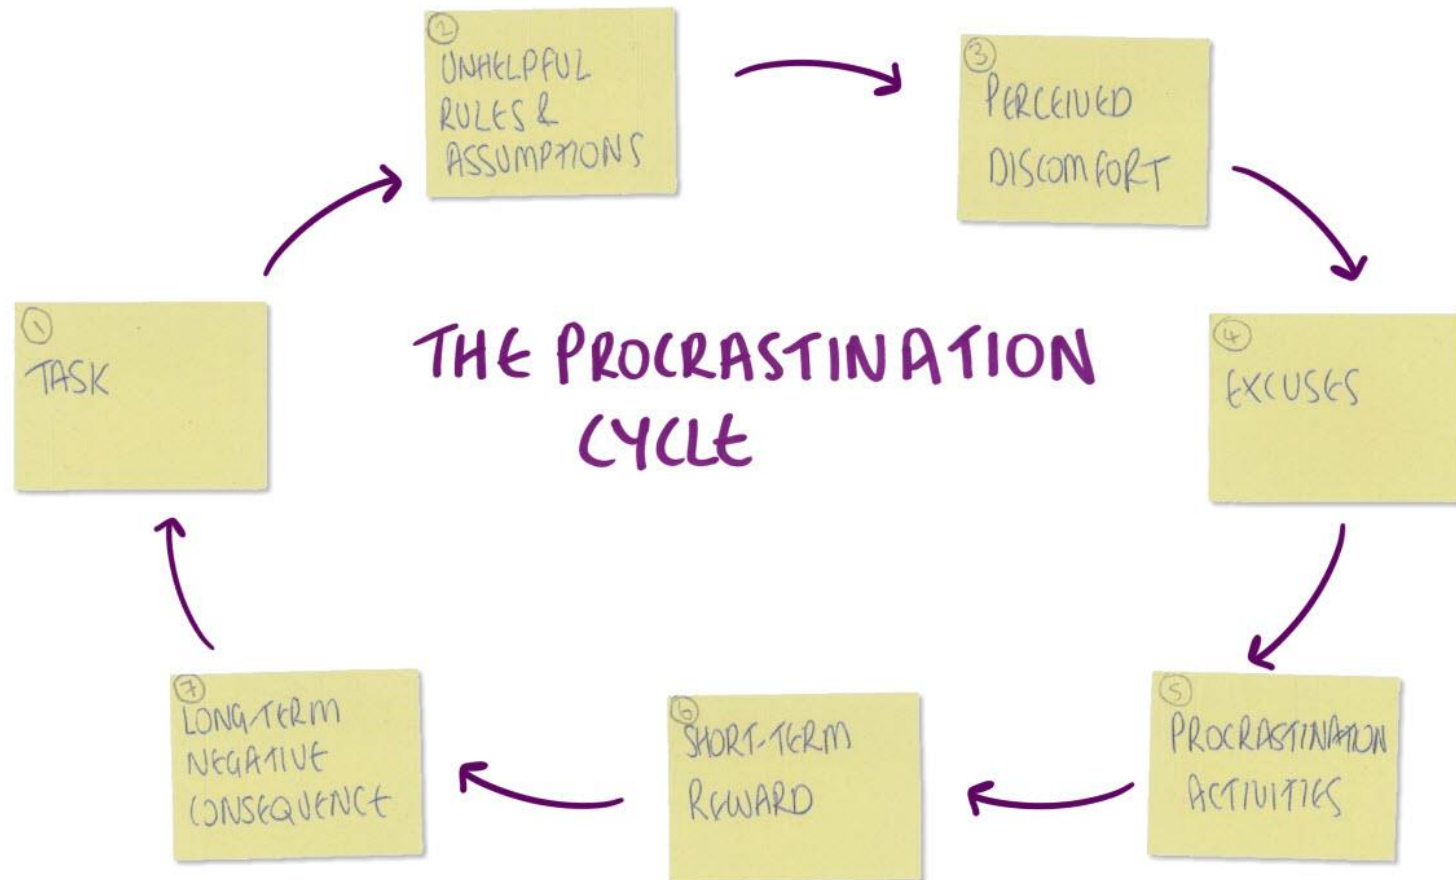 THE PROCRASTINATION
CYCLE
1
TASK
2
UNHELPFUL
RULES &
ASSUMPTIONS
3
PERCEIVED
DISCOMFORT
4
EXCUSES
5
PROCRASTINATION
ACTIVITIES
6
SHORT-TERM
REWARD
7
LONG-TERM
NEGATIVE
CONSEQUENCE